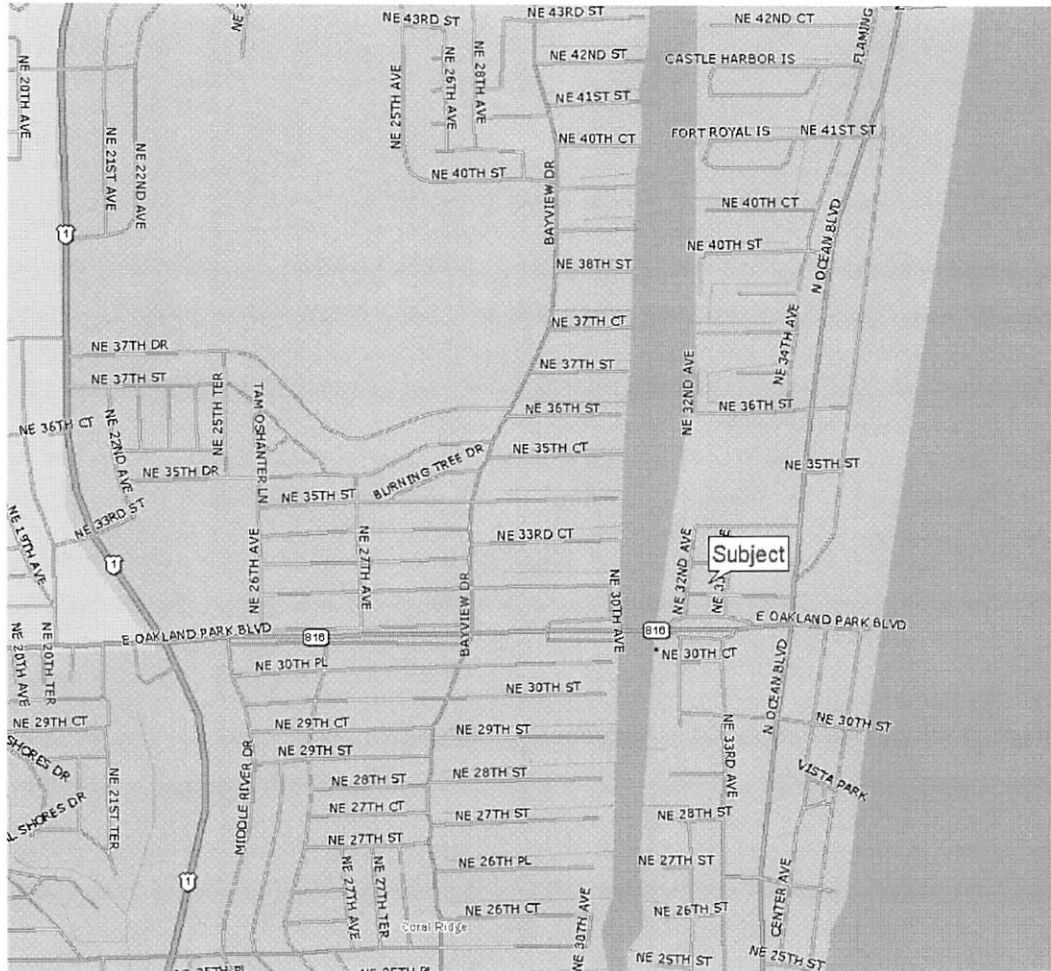 NE 43RD ST
NE 43RD ST
NE 42ND CT
FLAMING
NE 20TH AVE
NE 21ST AVE
NE 22ND AVE
NE 25TH AVE
NE 26TH AVE
NE 28TH AVE
NE 42ND ST
CASTLE HARBOR IS
NE 41ST ST
FORT ROYAL IS
NE 41ST ST
NE 40TH CT
NE 40TH ST
BAYVIEW DR
NE 40TH CT
1
NE 40TH ST
N OCEAN BLVD
NE 38TH ST
NE 37TH CT
NE 34TH AVE
NE 37TH DR
NE 37TH ST
NE 37TH ST
NE 32ND AVE
NE 25TH TER
TAM OSHANTER LN
NE 36TH CT
NE 22ND AVE
NE 36TH ST
NE 36TH ST
NE 35TH CT
NE 35TH DR
BURNING TREE DR
NE 35TH ST
NE 35TH ST
NE 19TH AVE
NE 33RD ST
NE 33RD CT
NE 26TH AVE
NE 27TH AVE
1
BAYVIEW DR
NE 30TH AVE
NE 32ND AVE
Subject
E OAKLAND PARK BLVD
816
816
E OAKLAND PARK BLVD
NE 20TH AVE
NE 20TH TER
NE 30TH PL
NE 30TH CT
NE 30TH ST
N OCEAN BLVD
NE 29TH CT
NE 29TH CT
NE 29TH ST
NE 30TH ST
SHORES DR
NE 29TH ST
NE 33RD AVE
VISTA PARK
L SHORES DR
NE 21ST TER
MIDDLE RIVER DR
NE 28TH ST
NE 28TH ST
NE 27TH CT
NE 27TH ST
NE 28TH ST
NE 27TH ST
NE 26TH PL
NE 27TH ST
1
NE 27TH AVE
NE 27TH TER
NE 26TH CT
NE 30TH AVE
NE 26TH ST
CENTER AVE
Coral Ridge
NE 25TH ST
NE 25TH ST
NE 25TH PL